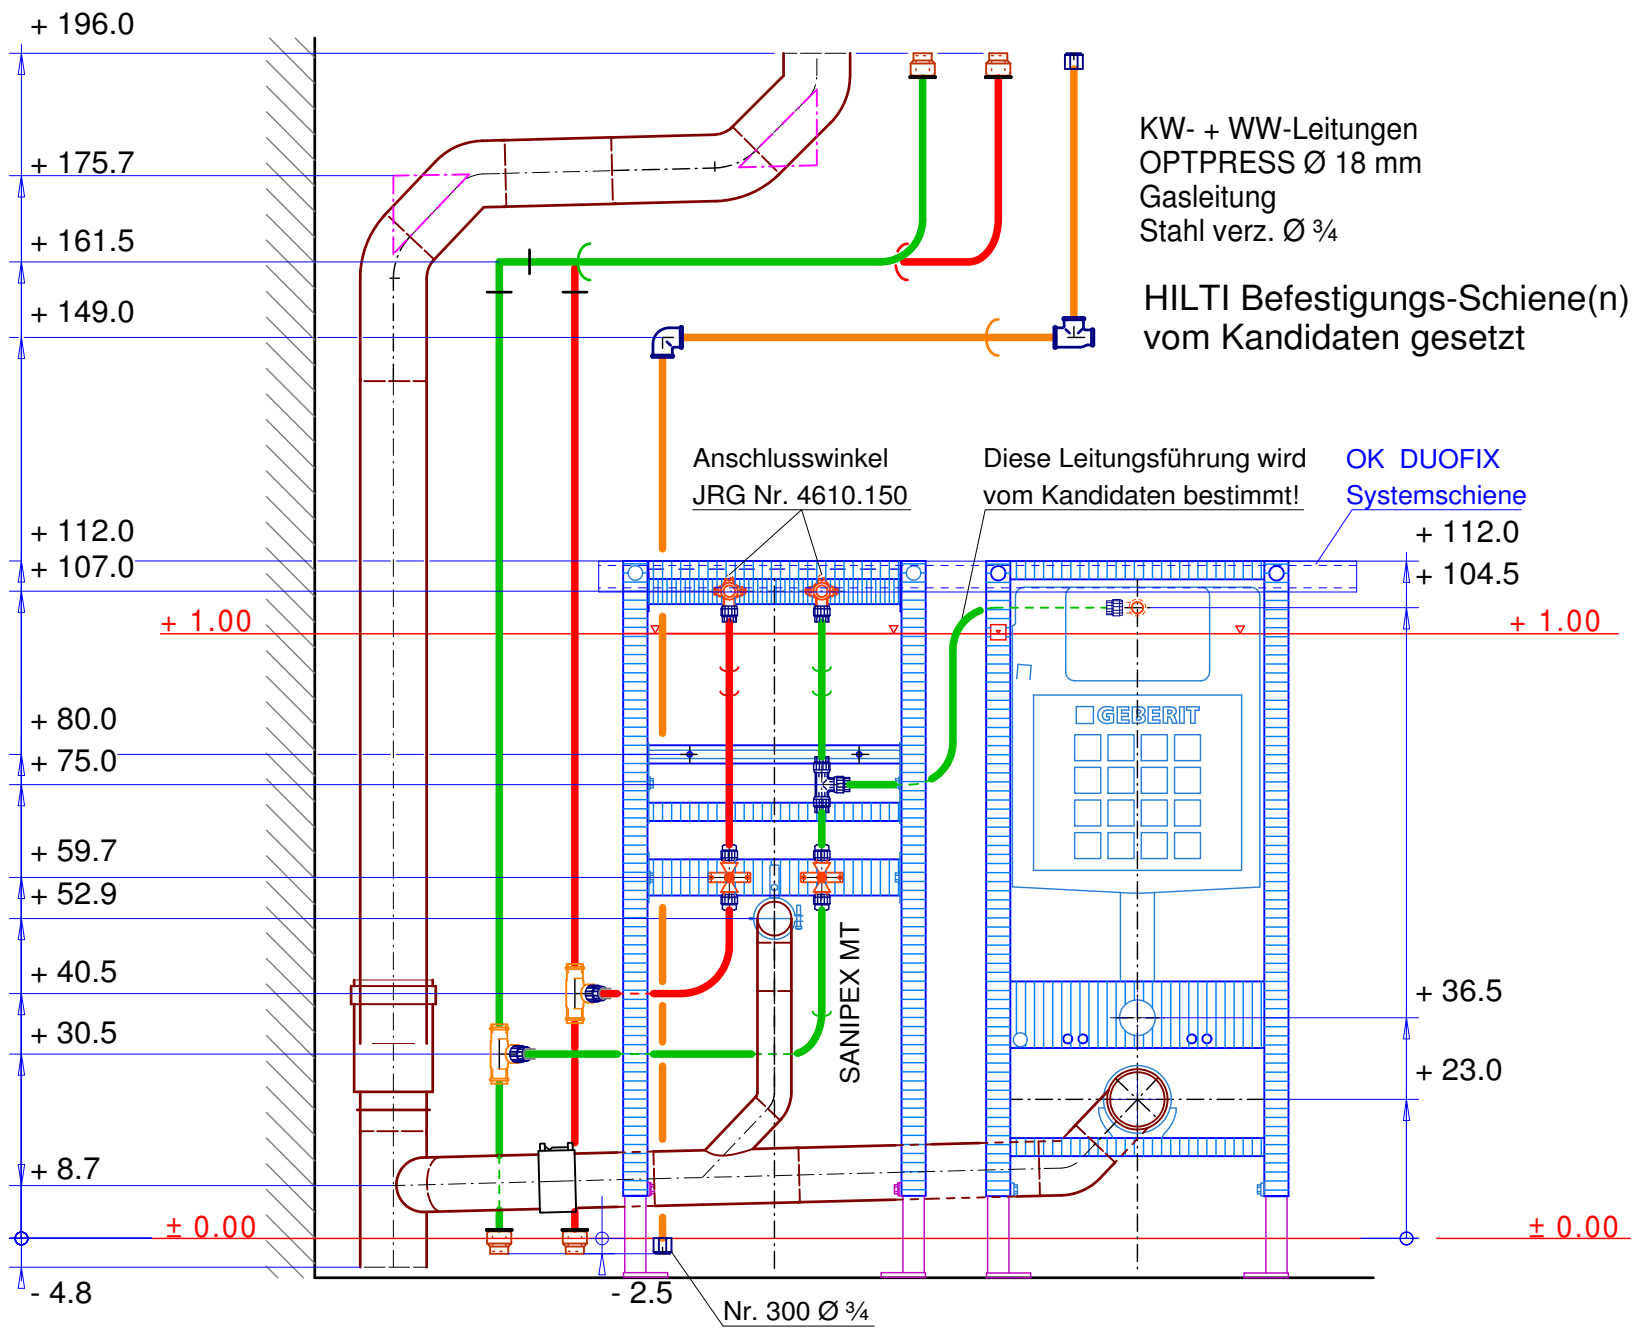 + 196.0
+ 175.7
+ 161.5
+ 149.0
+ 112.0
+ 107.0
+ 1.00
+ 80.0
+ 75.0
+ 59.7
+ 52.9
+ 40.5
+ 30.5
+ 8.7
± 0.00
- 4.8
KW- + WW-Leitungen
OPTPRESS Ø 18 mm
Gasleitung
Stahl verz. Ø ¾
HILTI Befestigungs-Schiene(n)
vom Kandidaten gesetzt
Anschlusswinkel
JRG Nr. 4610.150
Diese Leitungsführung wird
vom Kandidaten bestimmt!
OK DUOFIX
Systemschiene
+ 112.0
+ 104.5
+ 1.00
GEBERIT
SANIPEX MT
+ 36.5
+ 23.0
± 0.00
- 2.5
Nr. 300 Ø ¾